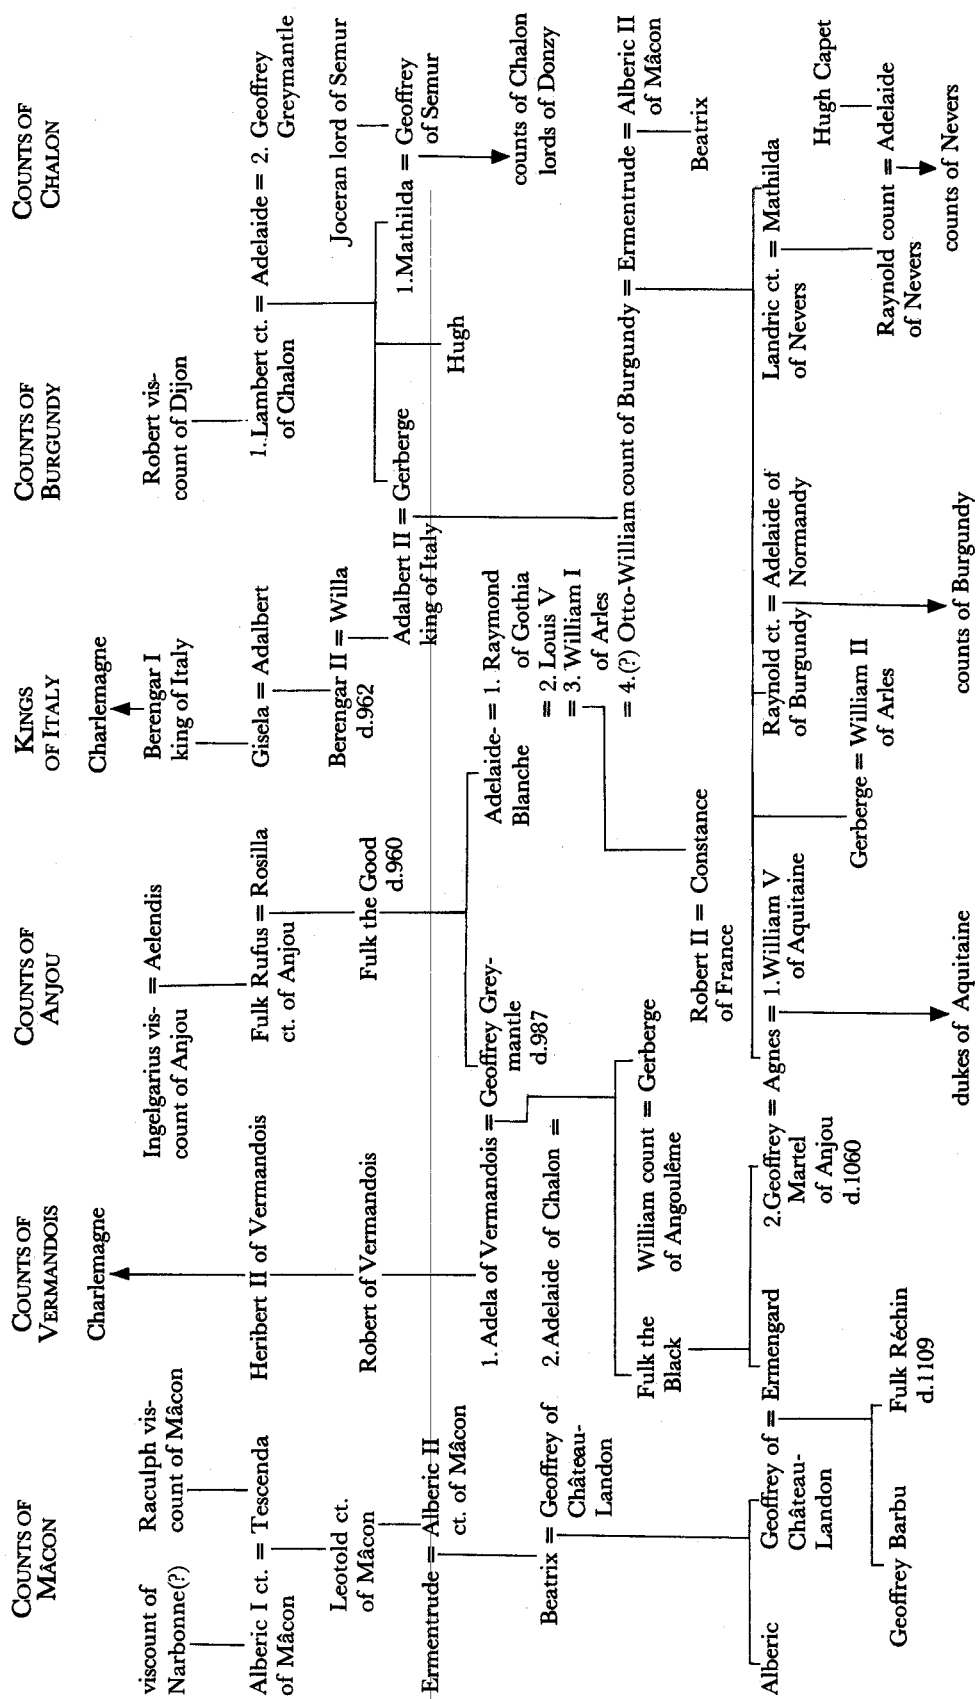 COUNTS OF
MÂCON
viscount of
Narbonne(?)
Raculph vis-
count of Mâcon
Alberic I ct. = Tescenda
of Mâcon
Leotold ct.
of Mâcon
Ermentrude = Alberic II
ct. of Mâcon
Beatrix = Geoffrey of
Château-
Landon
Alberic
Geoffrey of = Ermengard
Château-
Landon
Geoffrey Barbu
Fulk Réchin
d.1109
COUNTS OF
VERMANDOIS
Charlemagne
Heribert II of Vermandois
Robert of Vermandois
1. Adela of Vermandois = Geoffrey Grey-
mantle
d.987
2. Adelaide of Chalon =
Fulk the
Black
William count = Gerberge
of Angoulême
2. Geoffrey = Agnes = 1. William V
Martel
of Anjou
d.1060
of Aquitaine
dukes of Aquitaine
COUNTS OF
ANJOU
Ingelgarius vis- = Aelendis
count of Anjou
Fulk Rufus = Rosilla
ct. of Anjou
Fulk the Good
d.960
Adelaide- = 1. Raymond
Blanche
of Gothia
= 2. Louis V
= 3. William I
of Arles
= 4. (?) Otto-William count of Burgundy = Ermentrude = Alberic II
of Mâcon
Beatrix
Robert II = Constance
of France
KINGS
OF ITALY
Charlemagne
Berengar I
king of Italy
Gisela = Adalbert
Berengar II = Willa
d.962
Adalbert II = Gerberge
king of Italy
Gerberge = William II
of Arles
Raynold ct. = Adelaide of
of Burgundy
Normandy
counts of Burgundy
COUNTS OF
BURGUNDY
Robert vis-
count of Dijon
1. Lambert ct. = Adelaide = 2. Geoffrey
of Chalon
Greymantle
Hugh
COUNTS OF
CHALON
Joceran lord of Semur
1. Mathilda = Geoffrey
of Semur
counts of Chalon
lords of Donzy
Landric ct. = Mathilda
of Nevers
Hugh Capet
Raynold count = Adelaide
of Nevers
counts of Nevers